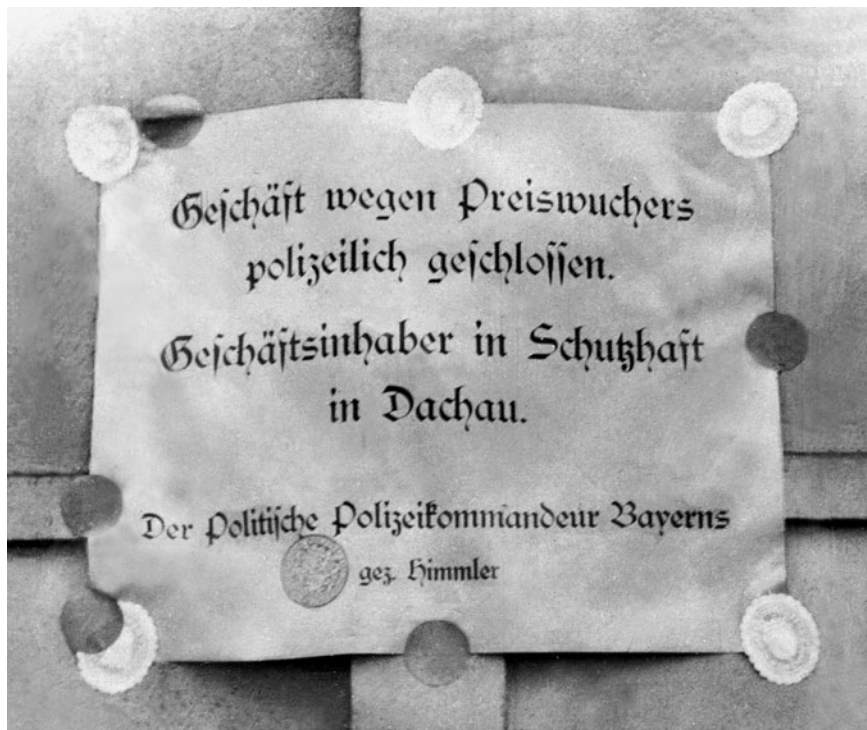 Geſchäft wegen Preiswuchers
polizeilich geſchloſſen.
Geſchäftsinhaber in Schutzhaft
in Dachau.
Der Politiſche Polizeikommandeur Bayerns
gez. Himmler